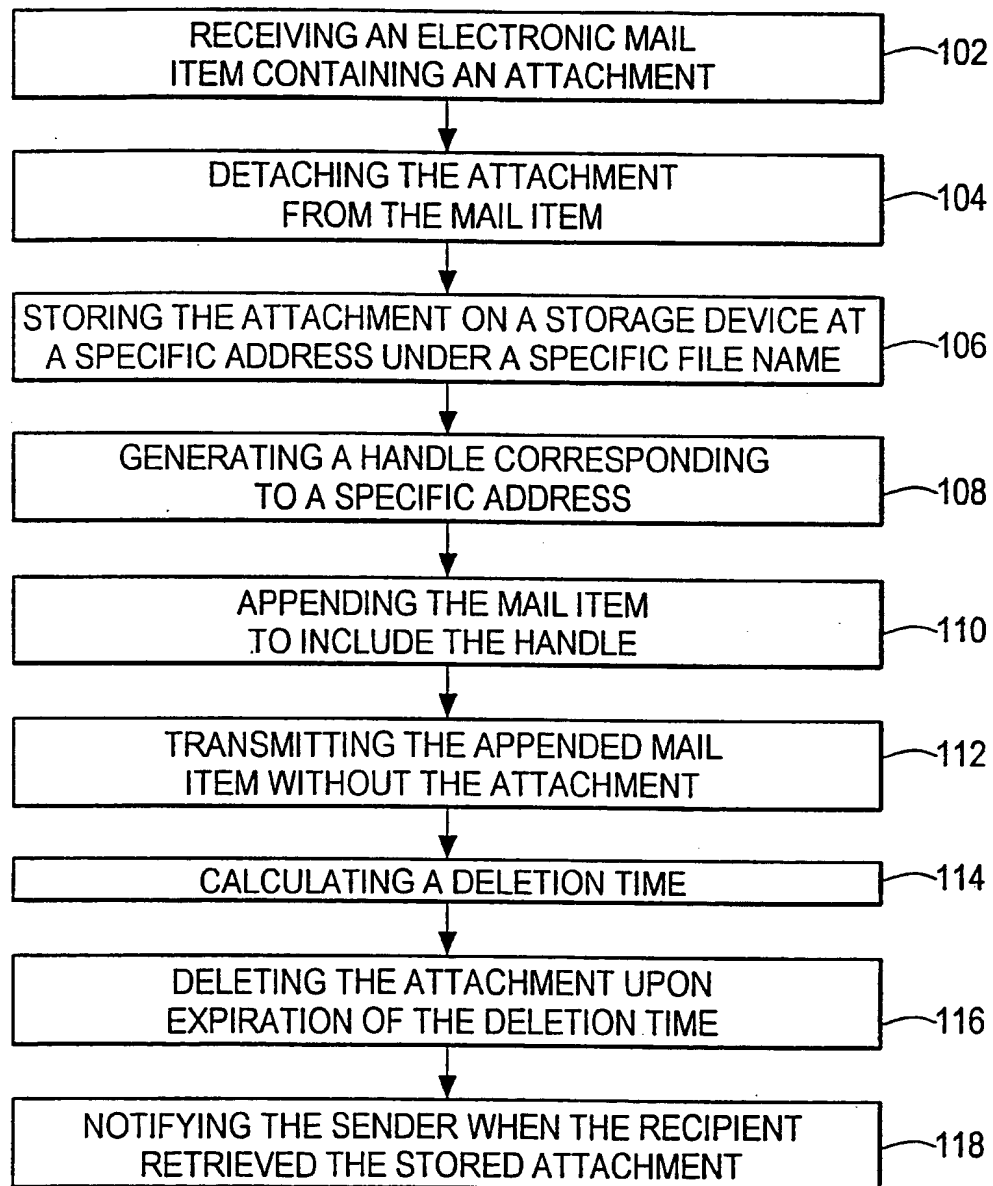 RECEIVING AN ELECTRONIC MAIL
ITEM CONTAINING AN ATTACHMENT
102
DETACHING THE ATTACHMENT
FROM THE MAIL ITEM
104
STORING THE ATTACHMENT ON A STORAGE DEVICE AT
A SPECIFIC ADDRESS UNDER A SPECIFIC FILE NAME
106
GENERATING A HANDLE CORRESPONDING
TO A SPECIFIC ADDRESS
108
APPENDING THE MAIL ITEM
TO INCLUDE THE HANDLE
110
TRANSMITTING THE APPENDED MAIL
ITEM WITHOUT THE ATTACHMENT
112
CALCULATING A DELETION TIME
114
DELETING THE ATTACHMENT UPON
EXPIRATION OF THE DELETION TIME
116
NOTIFYING THE SENDER WHEN THE RECIPIENT
RETRIEVED THE STORED ATTACHMENT
118